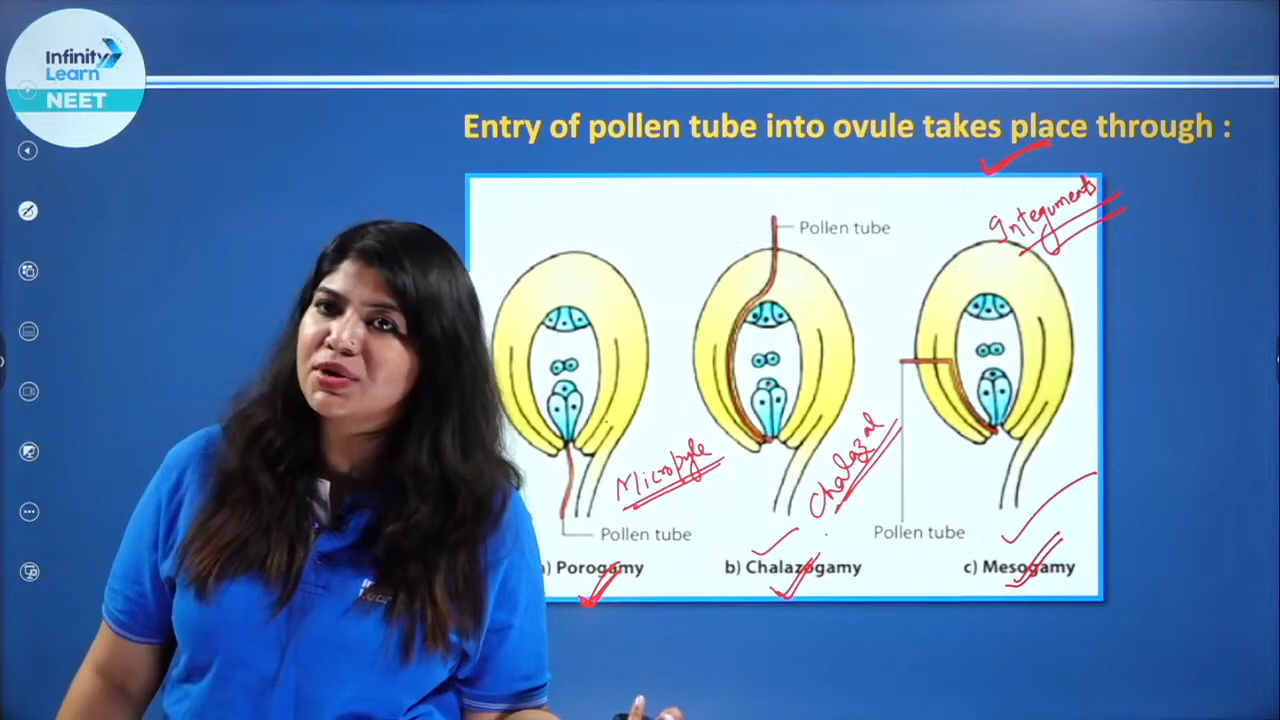 Infinity
Learn
NEET
Entry of pollen tube into ovule takes place through :
Integuments
Pollen tube
Micropyle
Chalazal
Pollen tube
Pollen tube
) Porogamy
b) Chalazogamy
c) Mesogamy